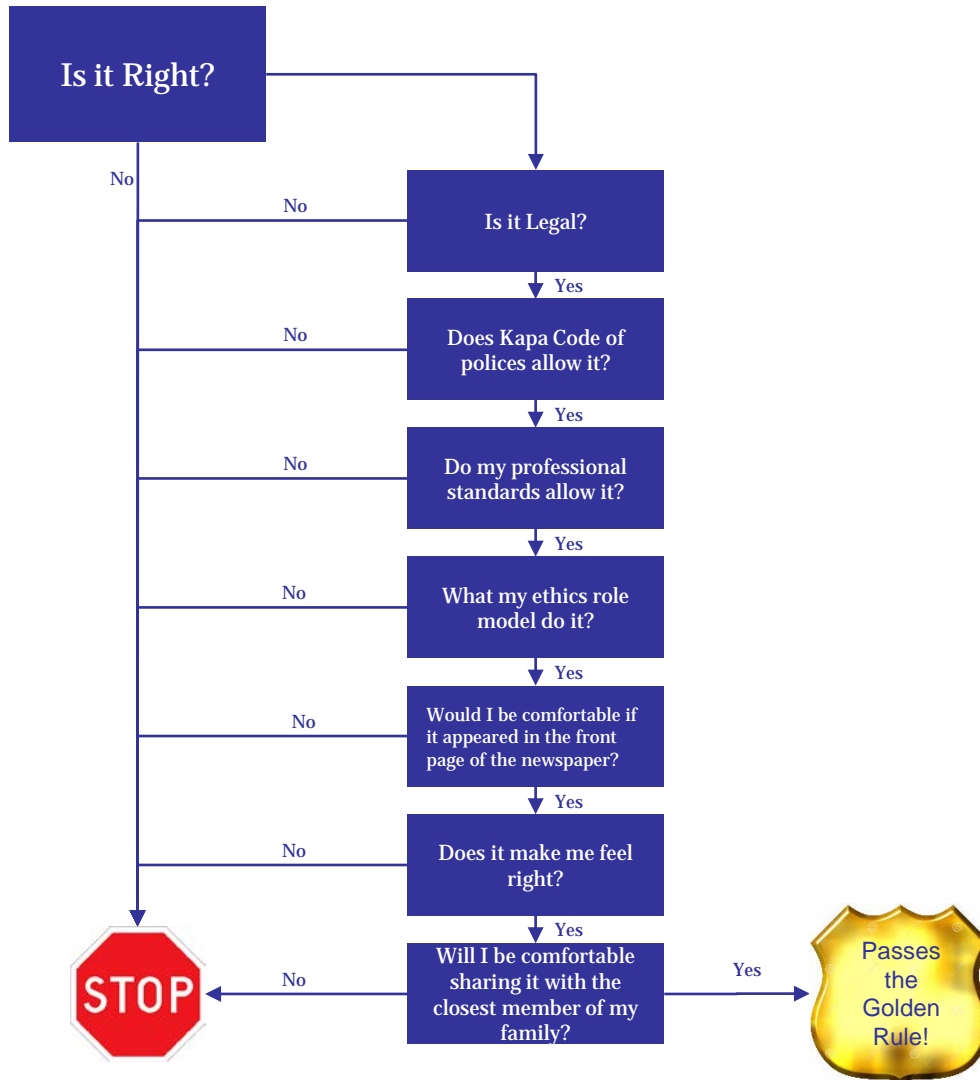 Is it Right?
No
No
Is it Legal?
Yes
No
Does Kapa Code of
polices allow it?
Yes
No
Do my professional
standards allow it?
Yes
No
What my ethics role
model do it?
Yes
No
Would I be comfortable if
it appeared in the front
page of the newspaper?
Yes
No
Does it make me feel
right?
Yes
STOP
No
Will I be comfortable
sharing it with the
closest member of my
family?
Yes
Passes
the
Golden
Rule!